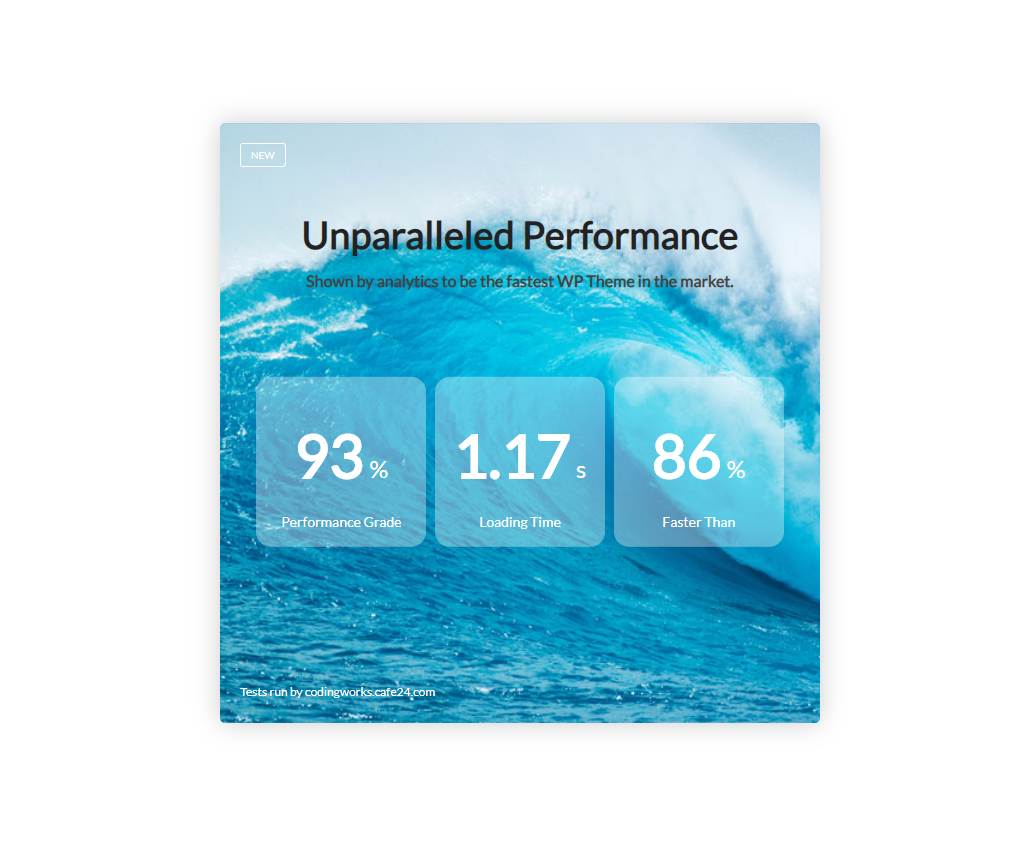 NEW
Unparalleled Performance
Shown by analytics to be the fastest WP Theme in the market.
93 %
1.17 s
86 %
Performance Grade
Loading Time
Faster Than
Tests run by codingworks.cafe24.com